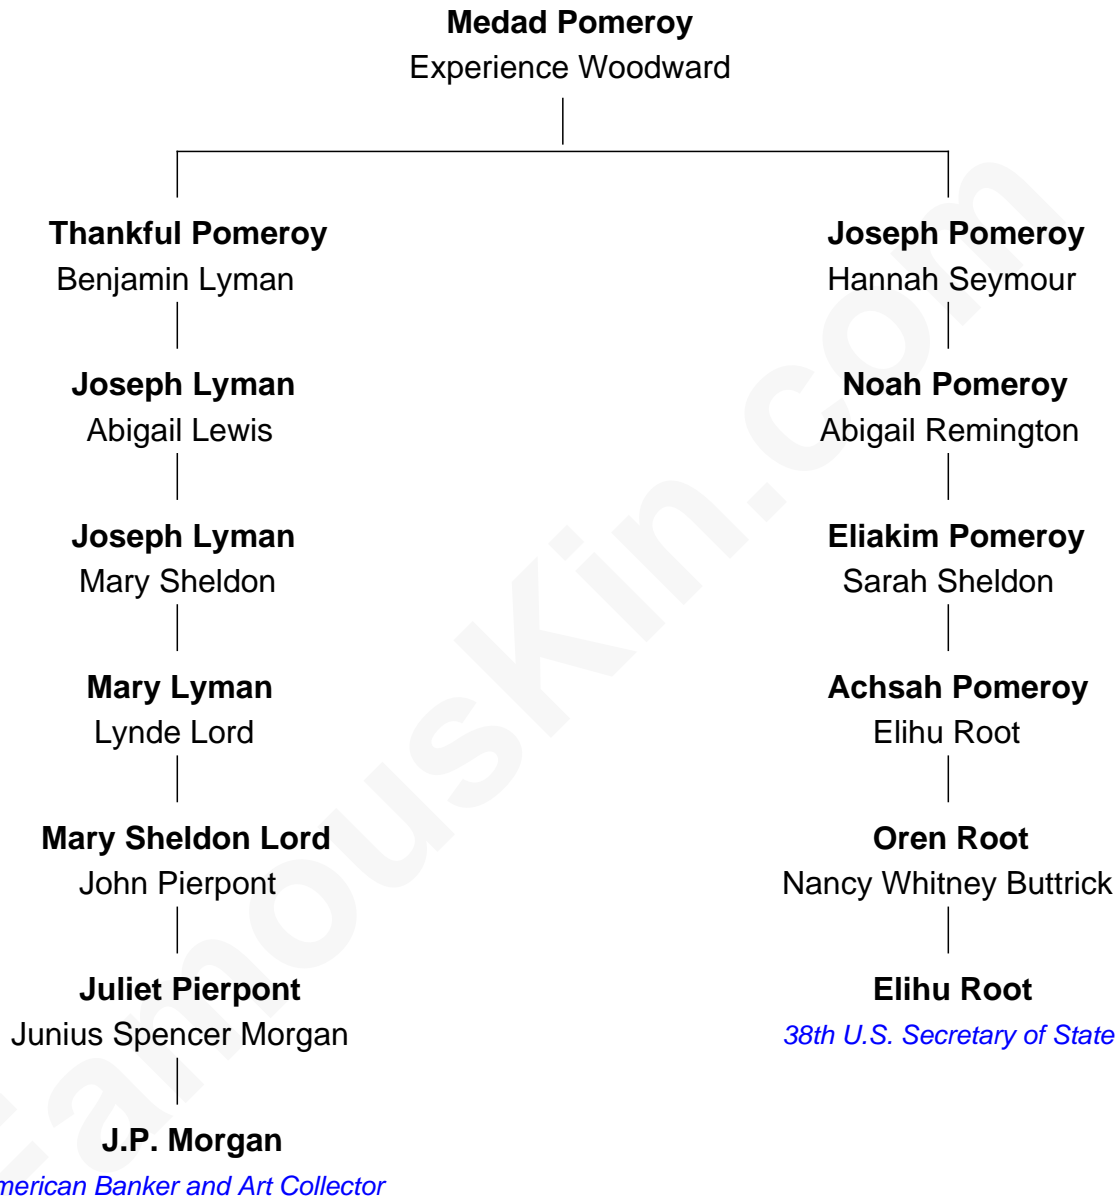 Medad Pomeroy
Experience Woodward
Thankful Pomeroy
Benjamin Lyman
Joseph Pomeroy
Hannah Seymour
Joseph Lyman
Abigail Lewis
Noah Pomeroy
Abigail Remington
Joseph Lyman
Mary Sheldon
Eliakim Pomeroy
Sarah Sheldon
Mary Lyman
Lynde Lord
Achsah Pomeroy
Elihu Root
Mary Sheldon Lord
John Pierpont
Oren Root
Nancy Whitney Buttrick
Juliet Pierpont
Junius Spencer Morgan
Elihu Root
38th U.S. Secretary of State
J.P. Morgan
merican Banker and Art Collector
FamousKin.com